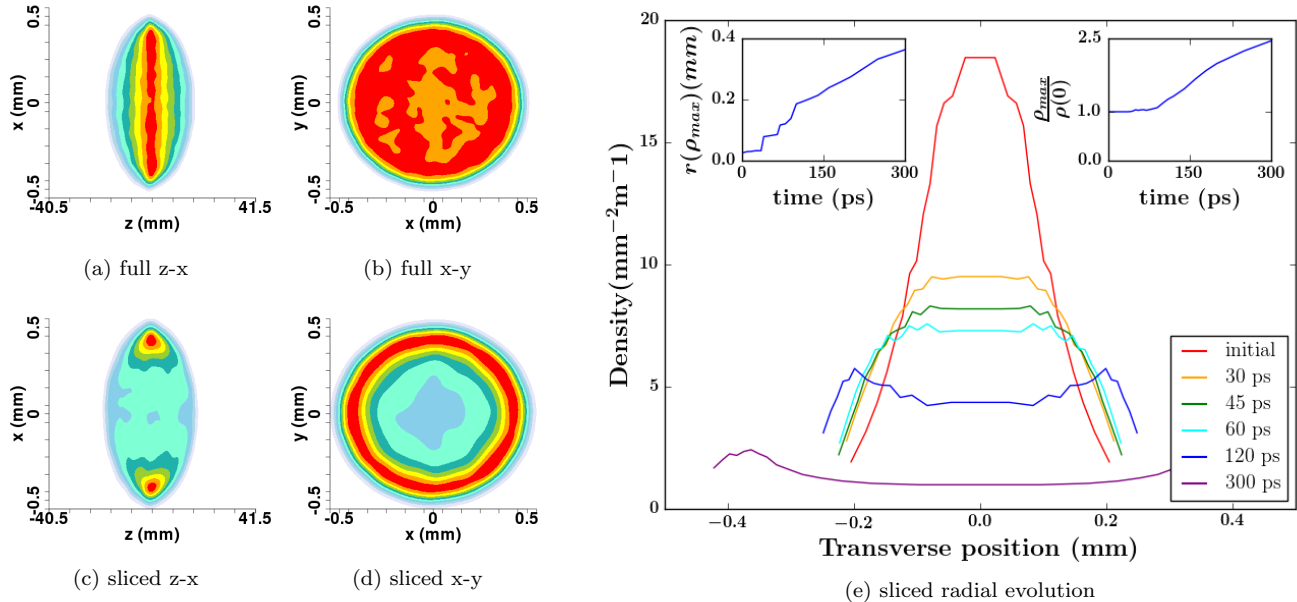 0.5
x (mm)
0
-0.5
-40.5
41.5
z (mm)
(a) full z-x
0.5
y (mm)
0
-0.5
-0.5
0
0.5
x (mm)
(b) full x-y
0.5
x (mm)
0
-0.5
-40.5
41.5
z (mm)
(c) sliced z-x
0.5
y (mm)
0
-0.5
-0.5
0
0.5
x (mm)
(d) sliced x-y
20
15
10
5
0
Density(mm−2m−1)
−0.4
−0.2
0.0
0.2
0.4
Transverse position (mm)
0.4
0.2
0.0
r(ρmax)(mm)
0
150
300
time (ps)
2.5
1.0
0.0
ρmax
ρ(0)
0
150
300
time (ps)
initial
30 ps
45 ps
60 ps
120 ps
300 ps
(e) sliced radial evolution